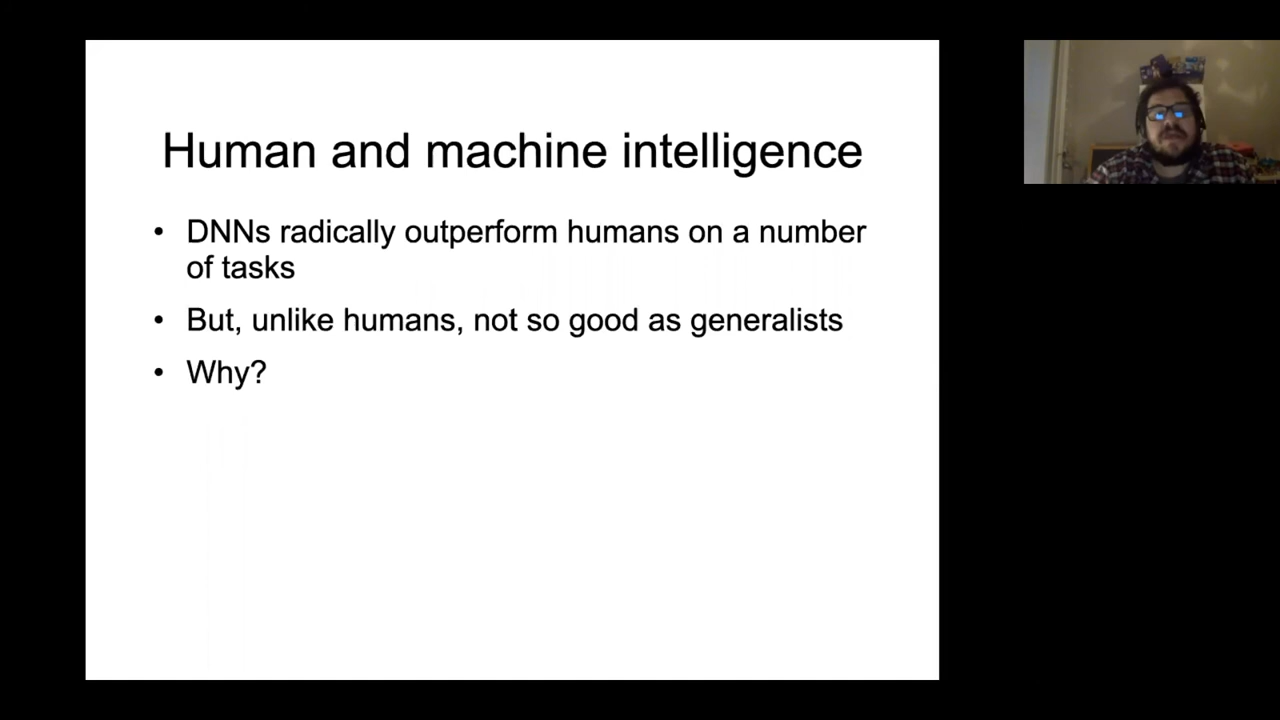 Human and machine intelligence
• DNNs radically outperform humans on a number
of tasks
• But, unlike humans, not so good as generalists
• Why?